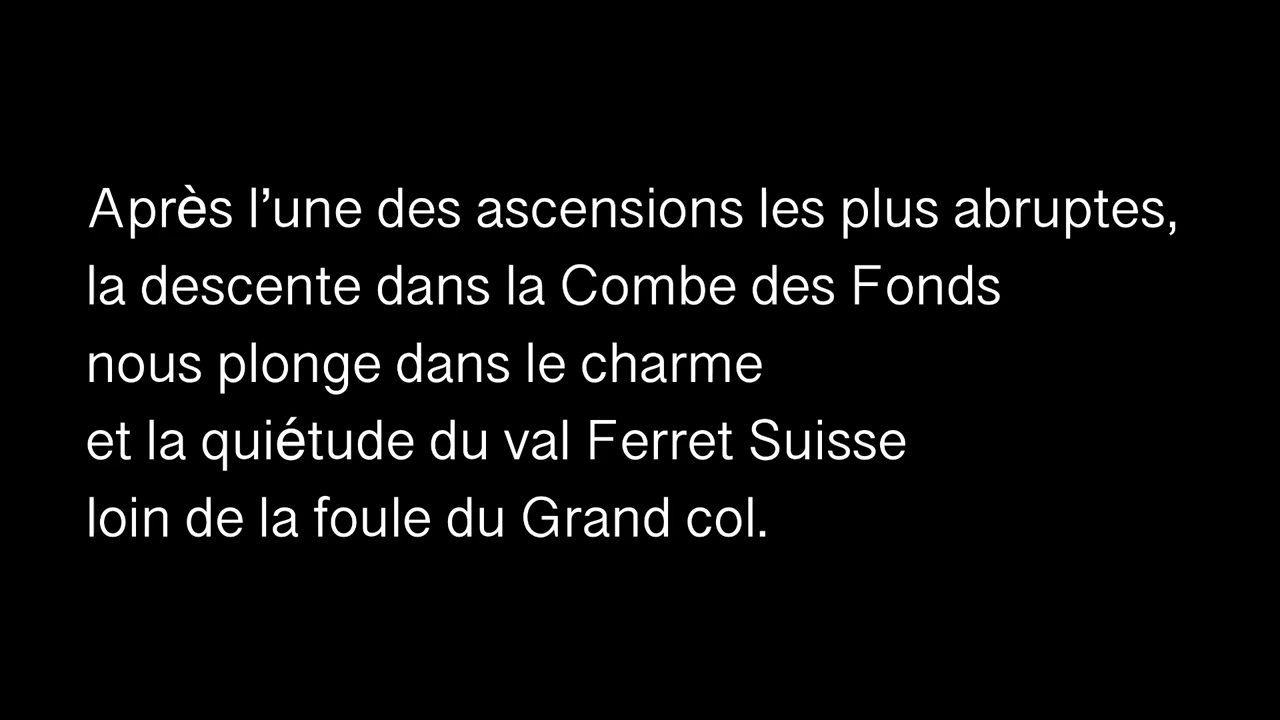 Après l’une des ascensions les plus abruptes,
la descente dans la Combe des Fonds
nous plonge dans le charme
et la quiétude du val Ferret Suisse
loin de la foule du Grand col.